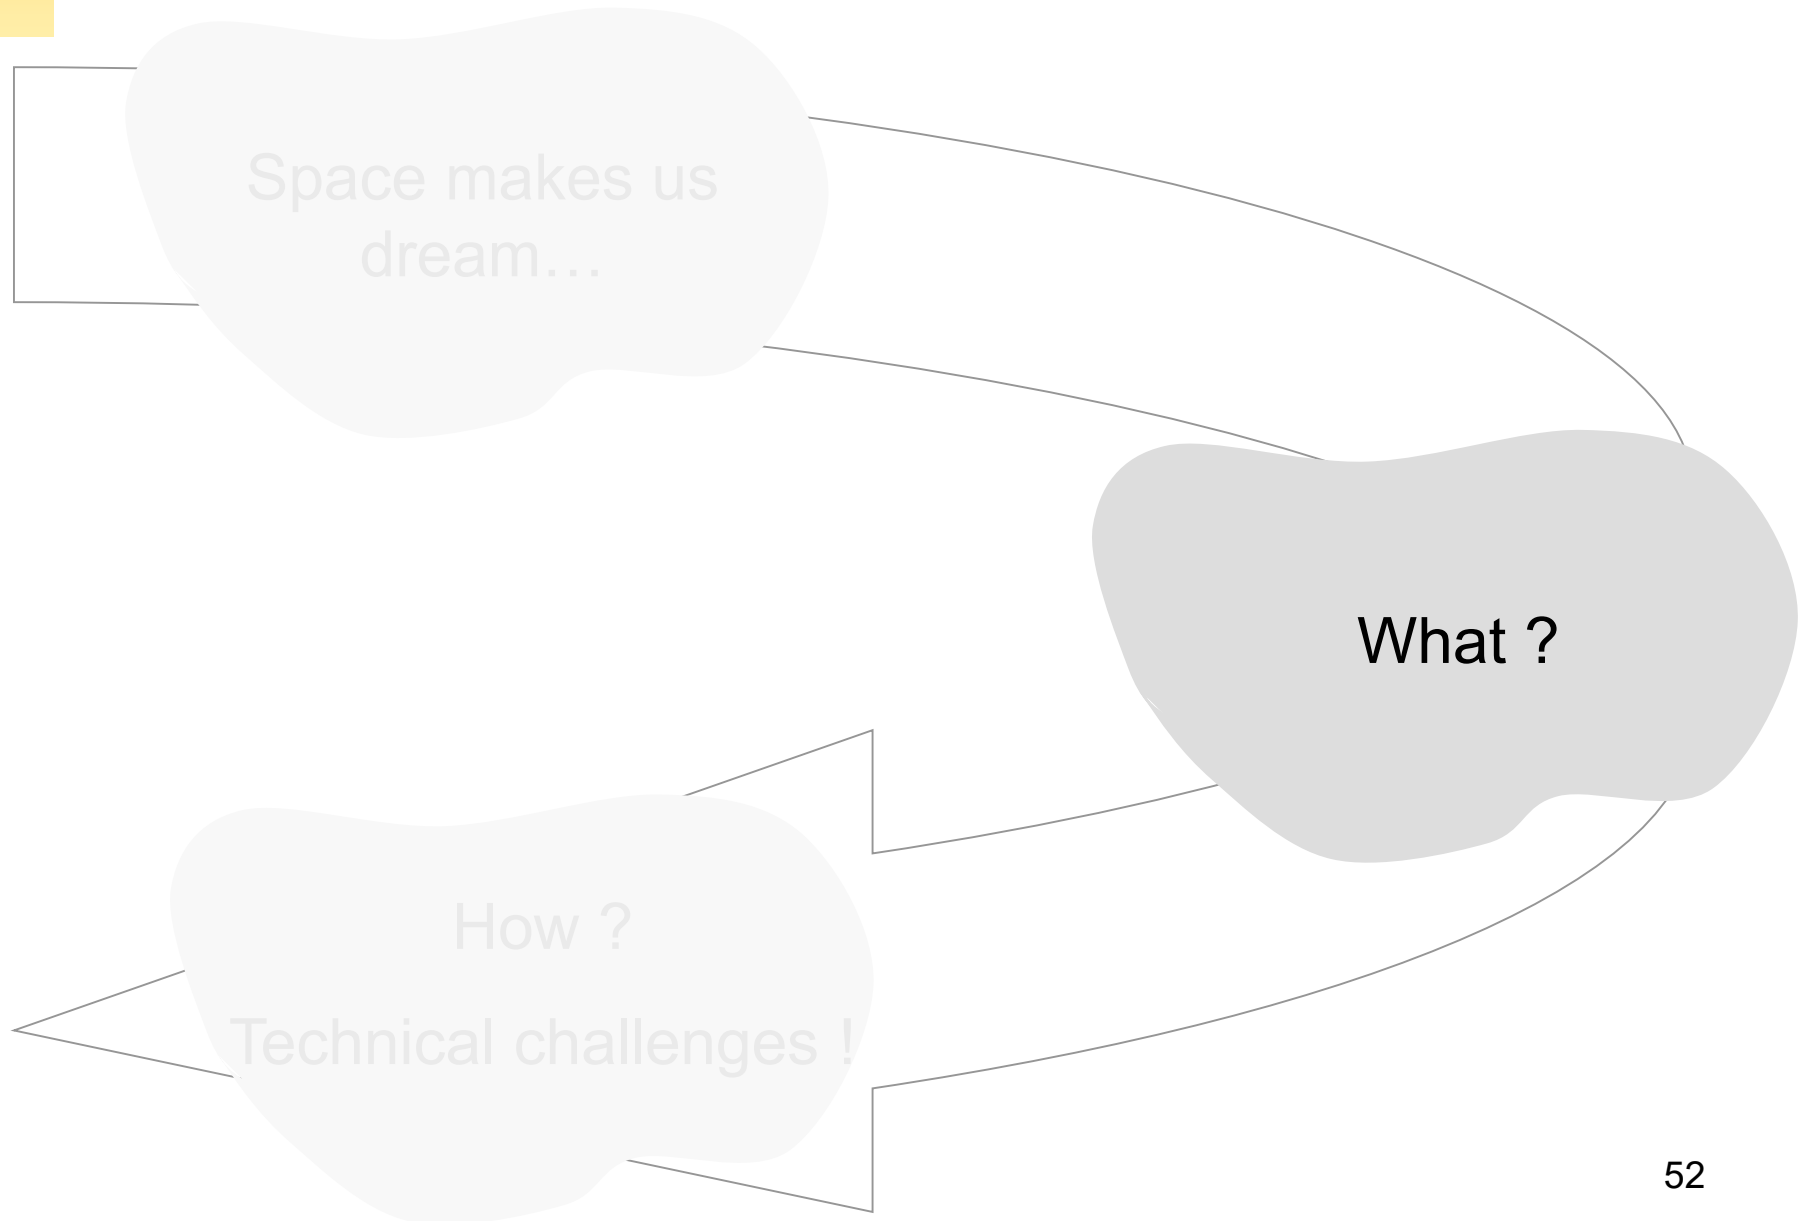 Space makes us
dream…
What ?
How ?
Technical challenges !
52